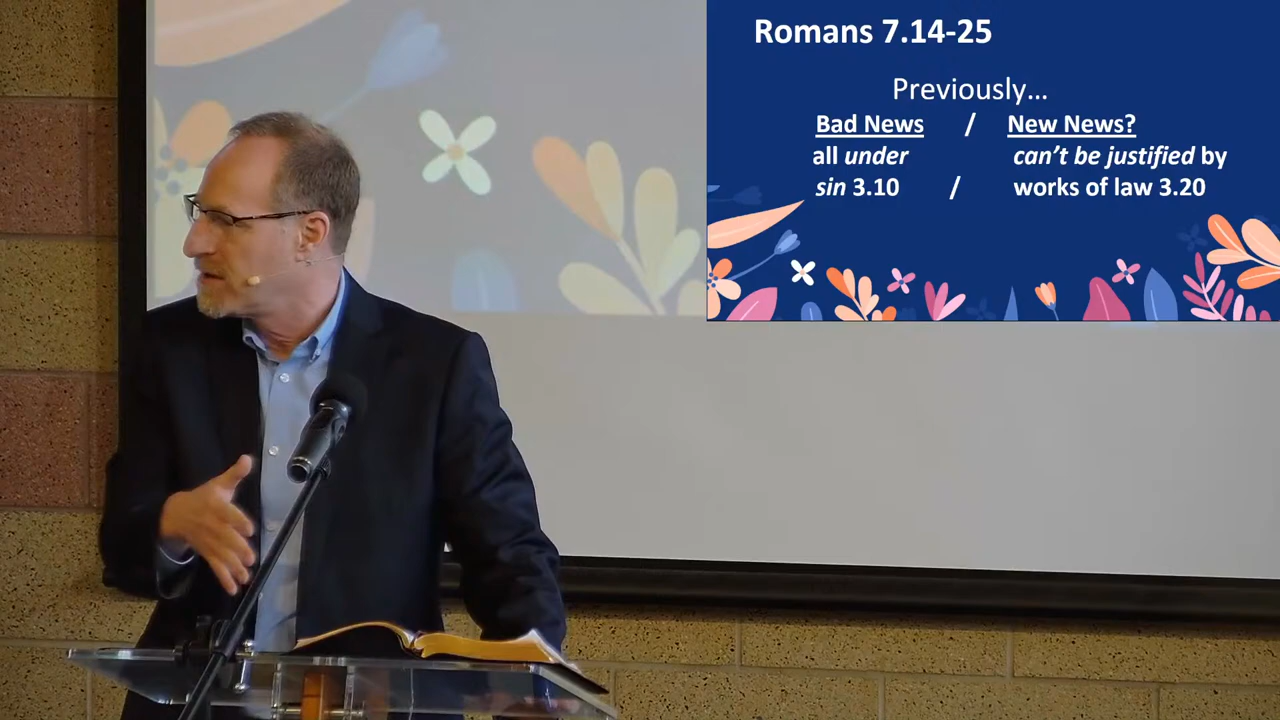 Romans 7.14-25
Previously…
Bad News / New News?
all under can't be justified by
sin 3.10 / works of law 3.20